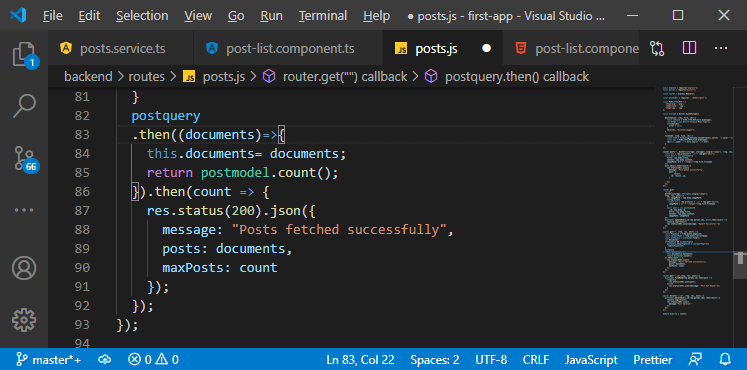 File Edit Selection View Go Run Terminal Help ● posts.js - first-app - Visual Studio ...
posts.service.ts post-list.component.ts JS posts.js ● post-list.compone
backend > routes > JS posts.js > router.get("") callback > postquery.then() callback
81 }
82 postquery
83 .then((documents)=>{
84 this.documents= documents;
85 return postmodel.count();
86 }).then(count => {
87 res.status(200).json({
88 message: "Posts fetched successfully",
89 posts: documents,
90 maxPosts: count
91 });
92 });
93 });
94
1
66
master*+ 0 0 Ln 83, Col 22 Spaces: 2 UTF-8 CRLF JavaScript Prettier